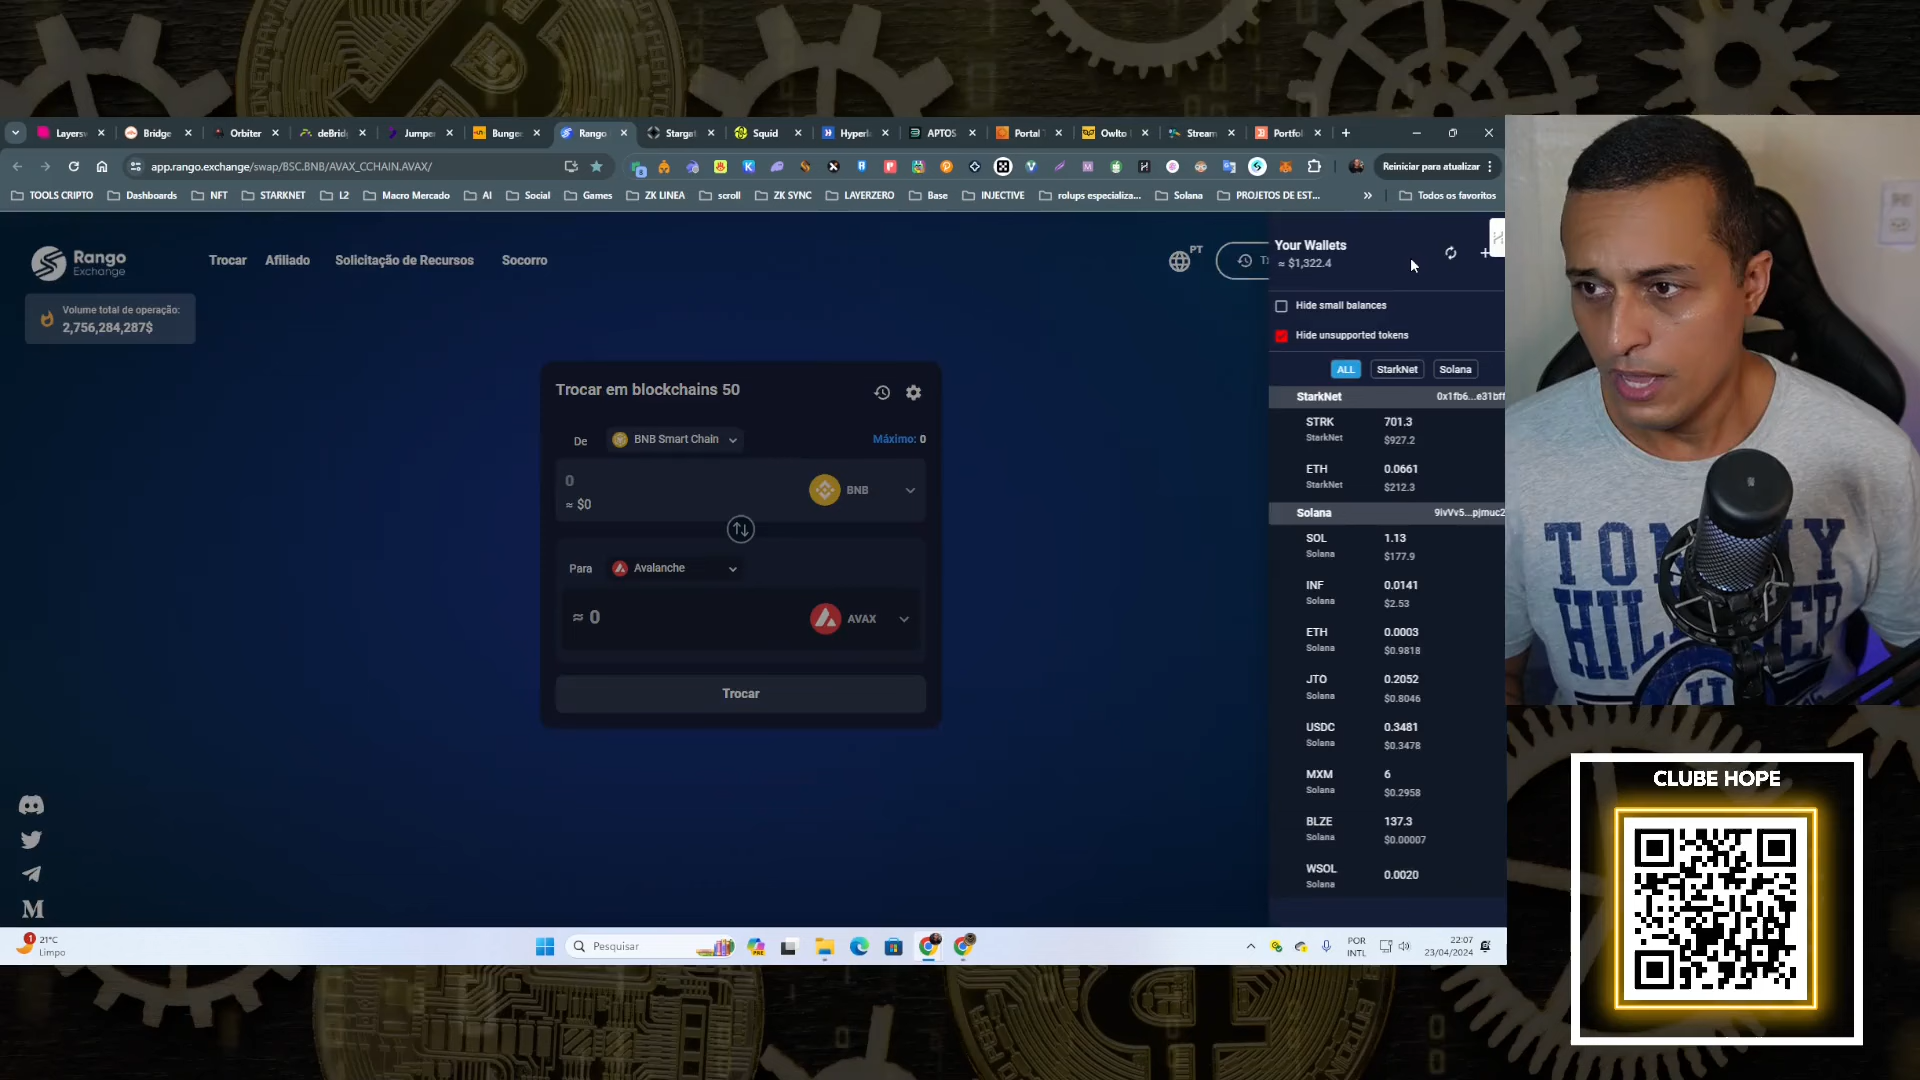 Layersw
Bridge
Orbiter
deBridg
Jumper
Bunge
Rango
Stargat
Squid
Hyperl
APTOS
Portal T
Owlto
Stream
Portfo
app.rango.exchange/swap/BSC.BNB/AVAX_CCHAIN.AVAX/
Reiniciar para atualizar
TOOLS CRIPTO
Dashboards
NFT
STARKNET
L2
Macro Mercado
AI
Social
Games
ZK LINEA
scroll
ZK SYNC
LAYERZERO
Base
INJECTIVE
rolups especializa...
Solana
PROJETOS DE EST...
»
Todos os favoritos
Rango
Exchange
Trocar
Afiliado
Solicitação de Recursos
Socorro
PT
Tx
Volume total de operação:
2,756,284,287$
Trocar em blockchains 50
De
BNB Smart Chain
Máximo: 0
0
≈ $0
BNB
Para
Avalanche
≈ 0
AVAX
Trocar
Your Wallets
≈ $1,322.4
Hide small balances
Hide unsupported tokens
ALL
StarkNet
Solana
StarkNet 0x1fb6...e31bff
STRK 701.3
StarkNet $927.2
ETH 0.0661
StarkNet $212.3
Solana 9ivVv5...pjmuc2
SOL 1.13
Solana $177.9
INF 0.0141
Solana $2.53
ETH 0.0003
Solana $0.9818
JTO 0.2052
Solana $0.8046
USDC 0.3481
Solana $0.3478
MXM 6
Solana $0.2958
BLZE 137.3
Solana $0.00007
WSOL 0.0020
Solana
1
21°C
Limpo
Pesquisar
PRE
POR
INTL
22:07
23/04/2024
TOMMY
HILFIGER
CLUBE HOPE